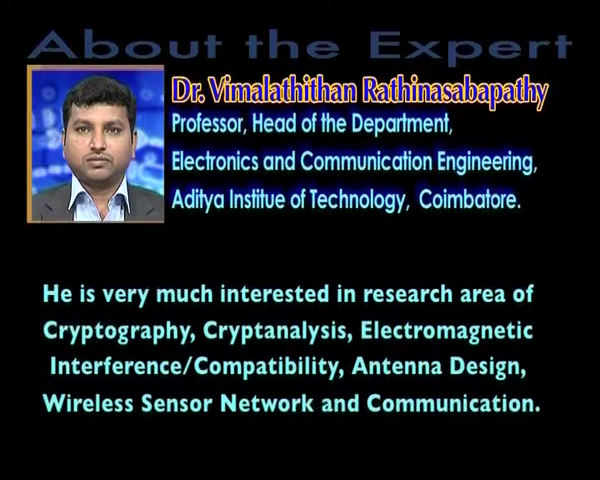 About the Expert
Dr. Vimalathithan Rathinasabapathy
Professor, Head of the Department,
Electronics and Communication Engineering,
Aditya Institue of Technology, Coimbatore.
He is very much interested in research area of
Cryptography, Cryptanalysis, Electromagnetic
Interference/Compatibility, Antenna Design,
Wireless Sensor Network and Communication.